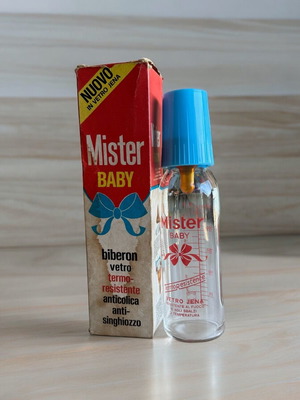 NUOVO
IN VETRO JENA
Mister
BABY
biberon
vetro
termo-
resistente
anticolica
anti-
singhiozzo
Mister
BABY
VETRO JENA